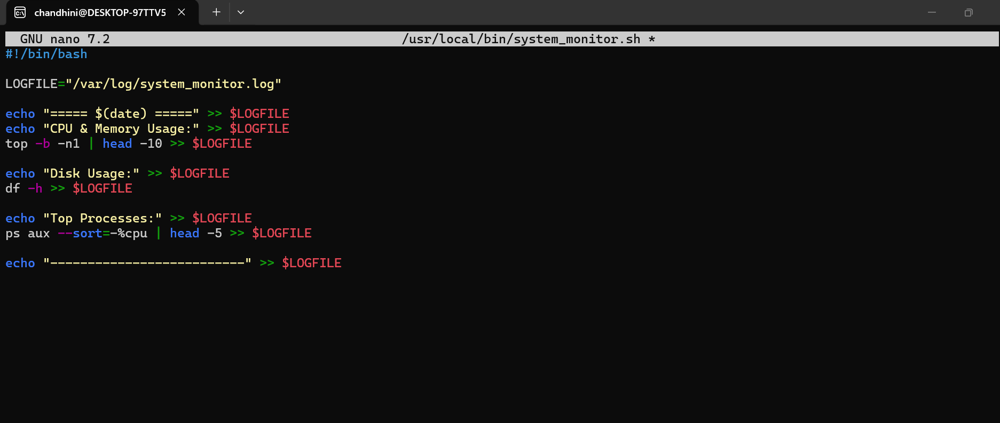 chandhini@DESKTOP-97TTV5
GNU nano 7.2 /usr/local/bin/system_monitor.sh *
#!/bin/bash
LOGFILE="/var/log/system_monitor.log"
echo "===== $(date) =====" >> $LOGFILE
echo "CPU & Memory Usage:" >> $LOGFILE
top -b -n1 | head -10 >> $LOGFILE
echo "Disk Usage:" >> $LOGFILE
df -h >> $LOGFILE
echo "Top Processes:" >> $LOGFILE
ps aux --sort=-%cpu | head -5 >> $LOGFILE
echo "--------------------------" >> $LOGFILE